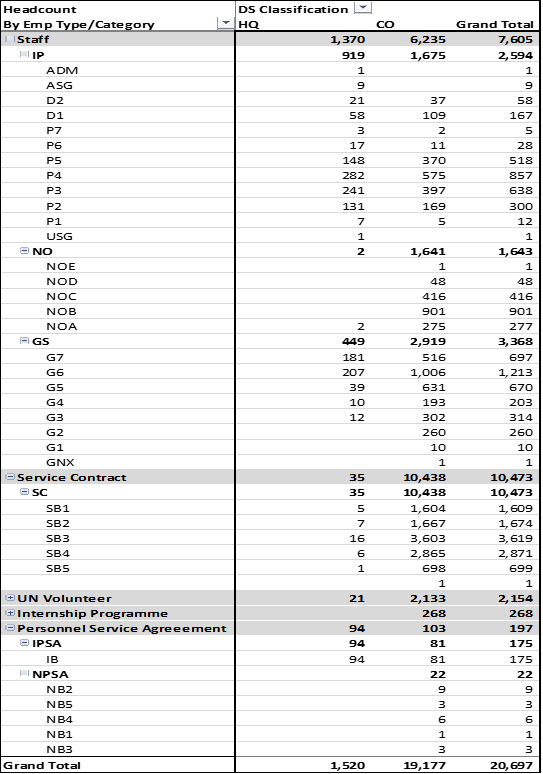 Headcount DS Classification
By Emp Type/Category HQ CO Grand Total
Staff 1,370 6,235 7,605
IP 919 1,675 2,594
ADM 1 1
ASG 9 9
D2 21 37 58
D1 58 109 167
P7 3 2 5
P6 17 11 28
P5 148 370 518
P4 282 575 857
P3 241 397 638
P2 131 169 300
P1 7 5 12
USG 1 1
NO 2 1,641 1,643
NOE 1 1
NOD 48 48
NOC 416 416
NOB 901 901
NOA 2 275 277
GS 449 2,919 3,368
G7 181 516 697
G6 207 1,006 1,213
G5 39 631 670
G4 10 193 203
G3 12 302 314
G2 260 260
G1 10 10
GNX 1 1
Service Contract 35 10,438 10,473
SC 35 10,438 10,473
SB1 5 1,604 1,609
SB2 7 1,667 1,674
SB3 16 3,603 3,619
SB4 6 2,865 2,871
SB5 1 698 699
1 1
UN Volunteer 21 2,133 2,154
Internship Programme 268 268
Personnel Service Agreeement 94 103 197
IPSA 94 81 175
IB 94 81 175
NPSA 22 22
NB2 9 9
NB5 3 3
NB4 6 6
NB1 1 1
NB3 3 3
Grand Total 1,520 19,177 20,697